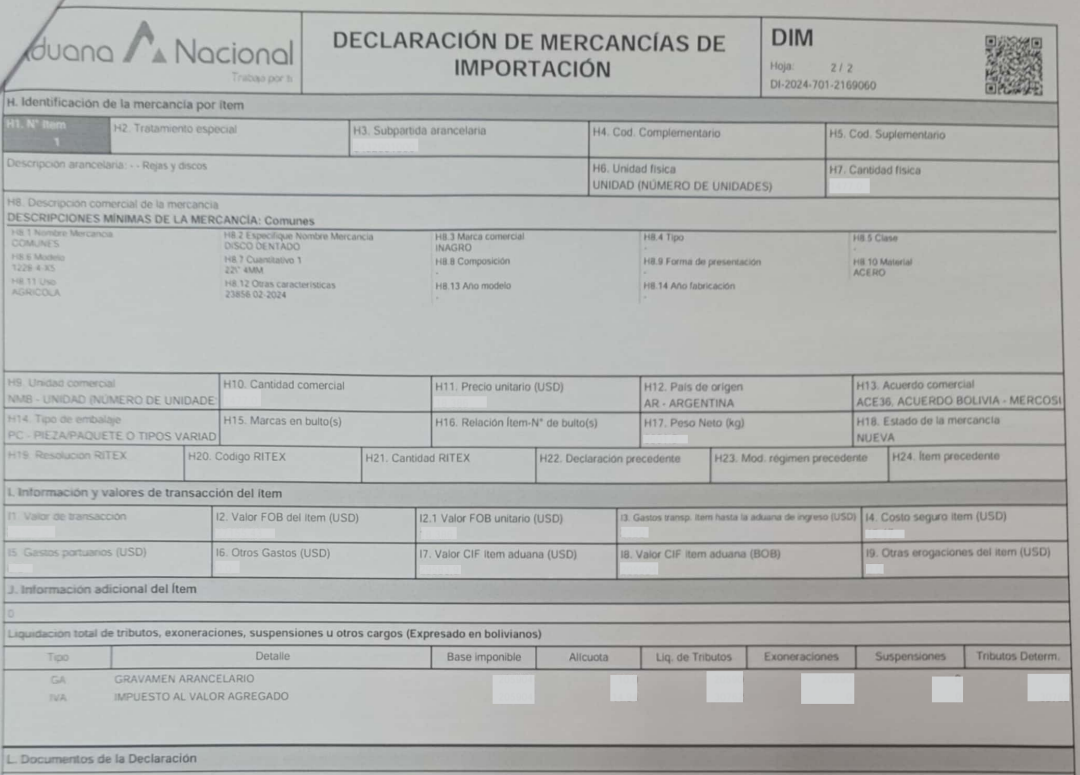 Aduana Nacional
Trabaja por ti
DECLARACIÓN DE MERCANCÍAS DE
IMPORTACIÓN
DIM
Hoja: 2 / 2
DI-2024-701-2169060
H. Identificación de la mercancía por ítem
H1. N° Ítem
1
H2. Tratamiento especial
H3. Subpartida arancelaria
H4. Cod. Complementario
H5. Cod. Suplementario
Descripción arancelaria: - - Rejas y discos
H6. Unidad física
UNIDAD (NÚMERO DE UNIDADES)
H7. Cantidad física
H8. Descripción comercial de la mercancía
DESCRIPCIONES MÍNIMAS DE LA MERCANCÍA: Comunes
H8.1 Nombre Mercancía
COMUNES
H8.2 Especifique Nombre Mercancía
DISCO DENTADO
H8.3 Marca comercial
INAGRO
H8.4 Tipo
-
H8.5 Clase
-
H8.6 Modelo
1228-4-X5
H8.7 Cuantitativo 1
22\" 4MM
H8.8 Composición
-
H8.9 Forma de presentación
-
H8.10 Material
ACERO
H8.11 Uso
AGRICOLA
H8.12 Otras características
23856 02-2024
H8.13 Año modelo
-
H8.14 Año fabricación
-
H9. Unidad comercial
NMB - UNIDAD (NÚMERO DE UNIDADE
H10. Cantidad comercial
H11. Precio unitario (USD)
H12. País de origen
AR - ARGENTINA
H13. Acuerdo comercial
ACE36, ACUERDO BOLIVIA - MERCOSU
H14. Tipo de embalaje
PC - PIEZA/PAQUETE O TIPOS VARIAD
H15. Marcas en bulto(s)
H16. Relación Ítem-N° de bulto(s)
H17. Peso Neto (kg)
H18. Estado de la mercancía
NUEVA
H19. Resolución RITEX
H20. Codigo RITEX
H21. Cantidad RITEX
H22. Declaración precedente
H23. Mod. régimen precedente
H24. Ítem precedente
I. Información y valores de transacción del ítem
I1. Valor de transacción
I2. Valor FOB del ítem (USD)
I2.1 Valor FOB unitario (USD)
I3. Gastos transp. ítem hasta la aduana de ingreso (USD)
I4. Costo seguro ítem (USD)
I5. Gastos portuarios (USD)
I6. Otros Gastos (USD)
I7. Valor CIF ítem aduana (USD)
I8. Valor CIF ítem aduana (BOB)
I9. Otras erogaciones del ítem (USD)
J. Información adicional del Ítem
0
Liquidación total de tributos, exoneraciones, suspensiones u otros cargos (Expresado en bolivianos)
Tipo Detalle Base imponible Alícuota Liq. de Tributos Exoneraciones Suspensiones Tributos Determ.
GA GRAVAMEN ARANCELARIO
IVA IMPUESTO AL VALOR AGREGADO
L. Documentos de la Declaración